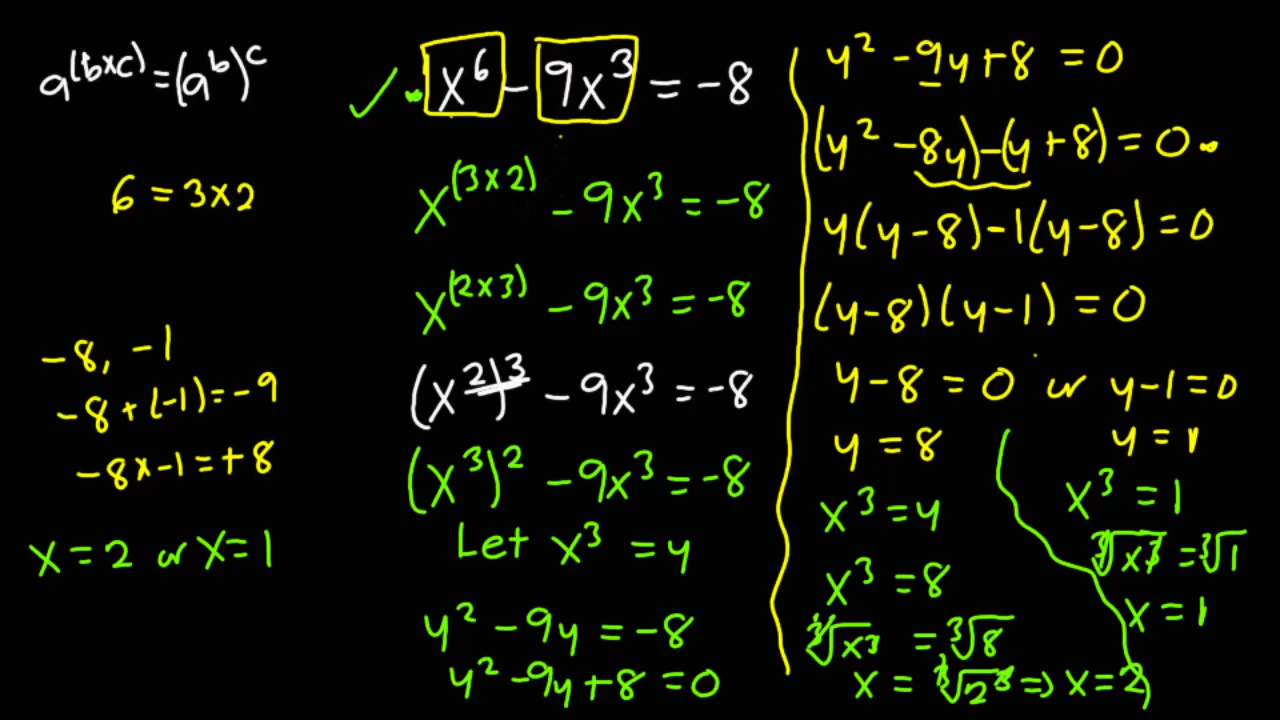 a^(b×c) = (a^b)^c
6 = 3×2
-8, -1
-8 + (-1) = -9
-8×-1 = +8
x = 2 or x = 1
x^6 - 9x^3 = -8
x^(3×2) - 9x^3 = -8
x^(2×3) - 9x^3 = -8
(x^2)^3 - 9x^3 = -8
(x^3)^2 - 9x^3 = -8
Let x^3 = y
y^2 - 9y = -8
y^2 - 9y + 8 = 0
y^2 - 9y + 8 = 0
(y^2 - 8y) - (y + 8) = 0
y(y - 8) - 1(y - 8) = 0
(y - 8)(y - 1) = 0
y - 8 = 0 or y - 1 = 0
y = 8
x^3 = y
x^3 = 8
∛x^3 = ∛8
x = ∛2^3 ⇒ x = 2
y = 1
x^3 = 1
∛x^3 = ∛1
x = 1